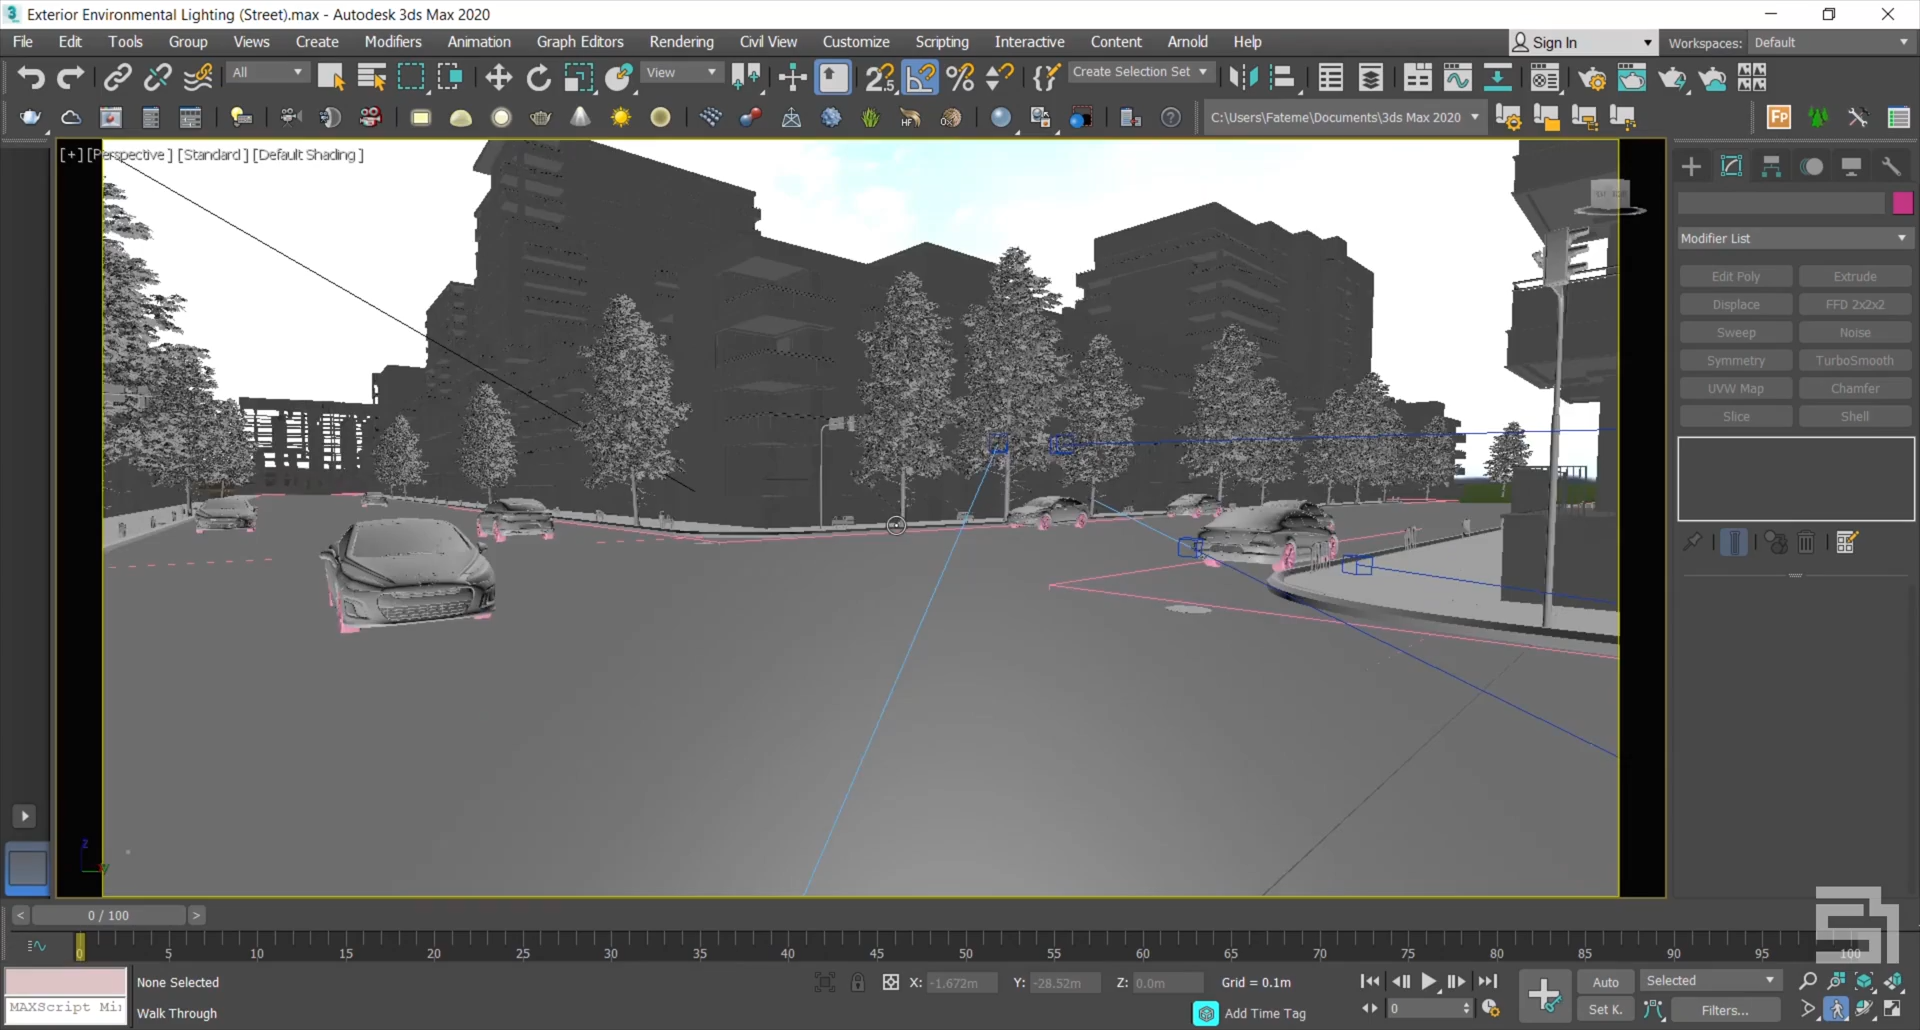 Exterior Environmental Lighting (Street).max - Autodesk 3ds Max 2020
File Edit Tools Group Views Create Modifiers Animation Graph Editors Rendering Civil View Customize Scripting Interactive Content Arnold Help
Sign In
Workspaces: Default
All
View
Create Selection Set
C:\Users\Fateme\Documents\3ds Max 2020
[+] [Perspective ] [Standard ] [Default Shading ]
Modifier List
Edit Poly Extrude
Displace FFD 2x2x2
Sweep Noise
Symmetry TurboSmooth
UVW Map Chamfer
Slice Shell
0 / 100
0 5 10 15 20 25 30 35 40 45 50 55 60 65 70 75 80 85 90 95 100
None Selected
X: -1.672m Y: -28.52m Z: 0.0m Grid = 0.1m
Auto Selected
MAXScript Mi
Walk Through
Add Time Tag
0
Set K. Filters...